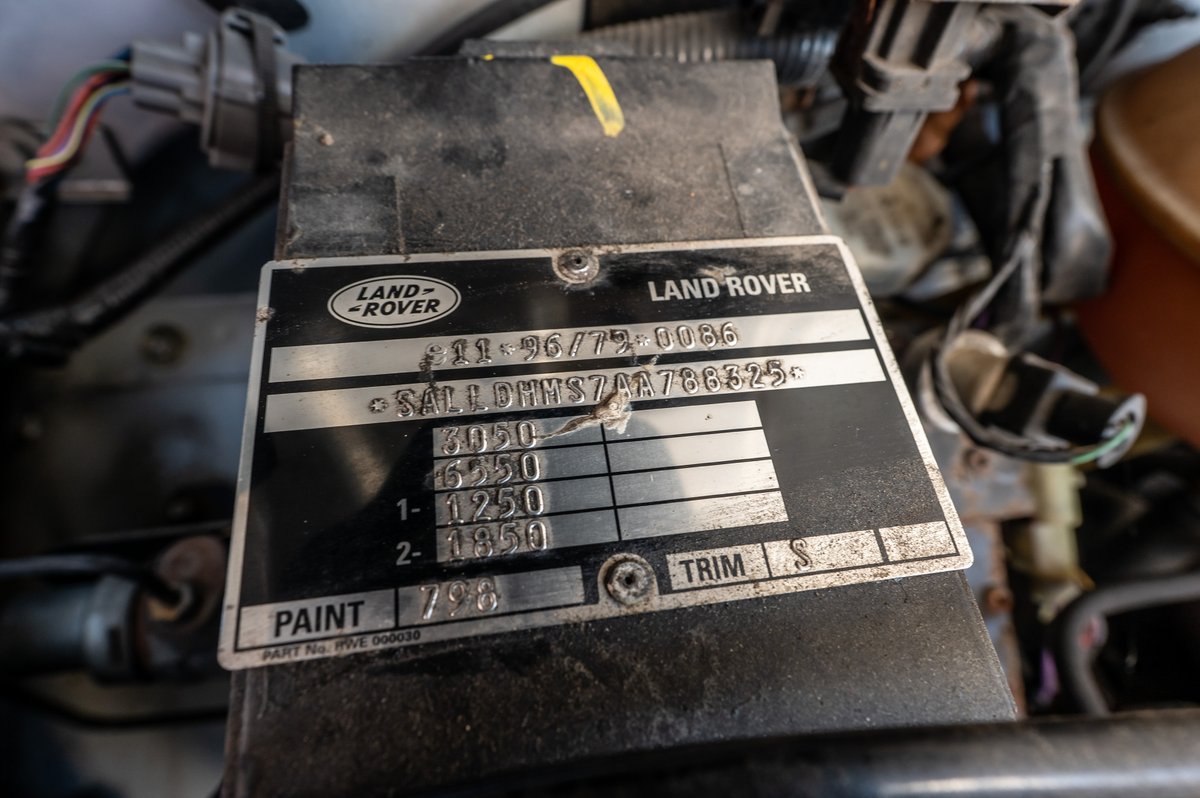 LAND-
-ROVER
LAND ROVER
e11*96/79*0086
*SALLDHMS7AA788325*
3050
6550
1- 1250
2- 1850
PAINT 798
TRIM S
PART No. RWE 000030